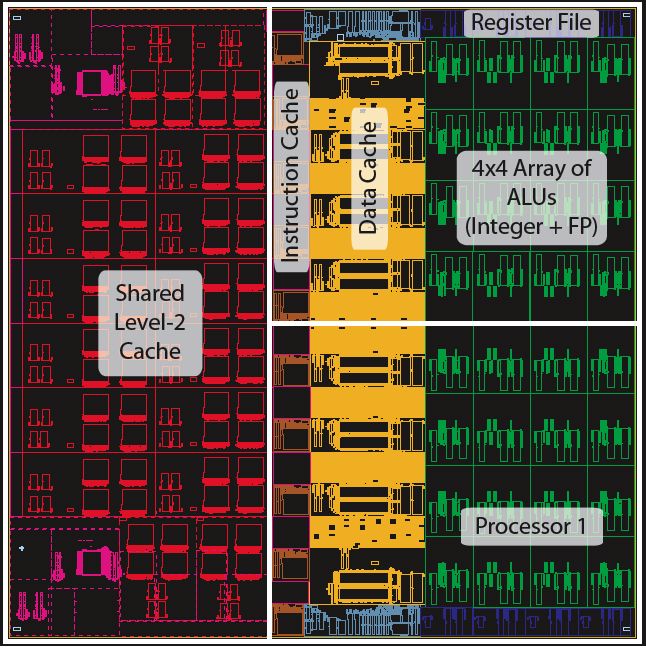 Register File
Instruction Cache
Data Cache
4x4 Array of
ALUs
(Integer + FP)
Shared
Level-2
Cache
Processor 1